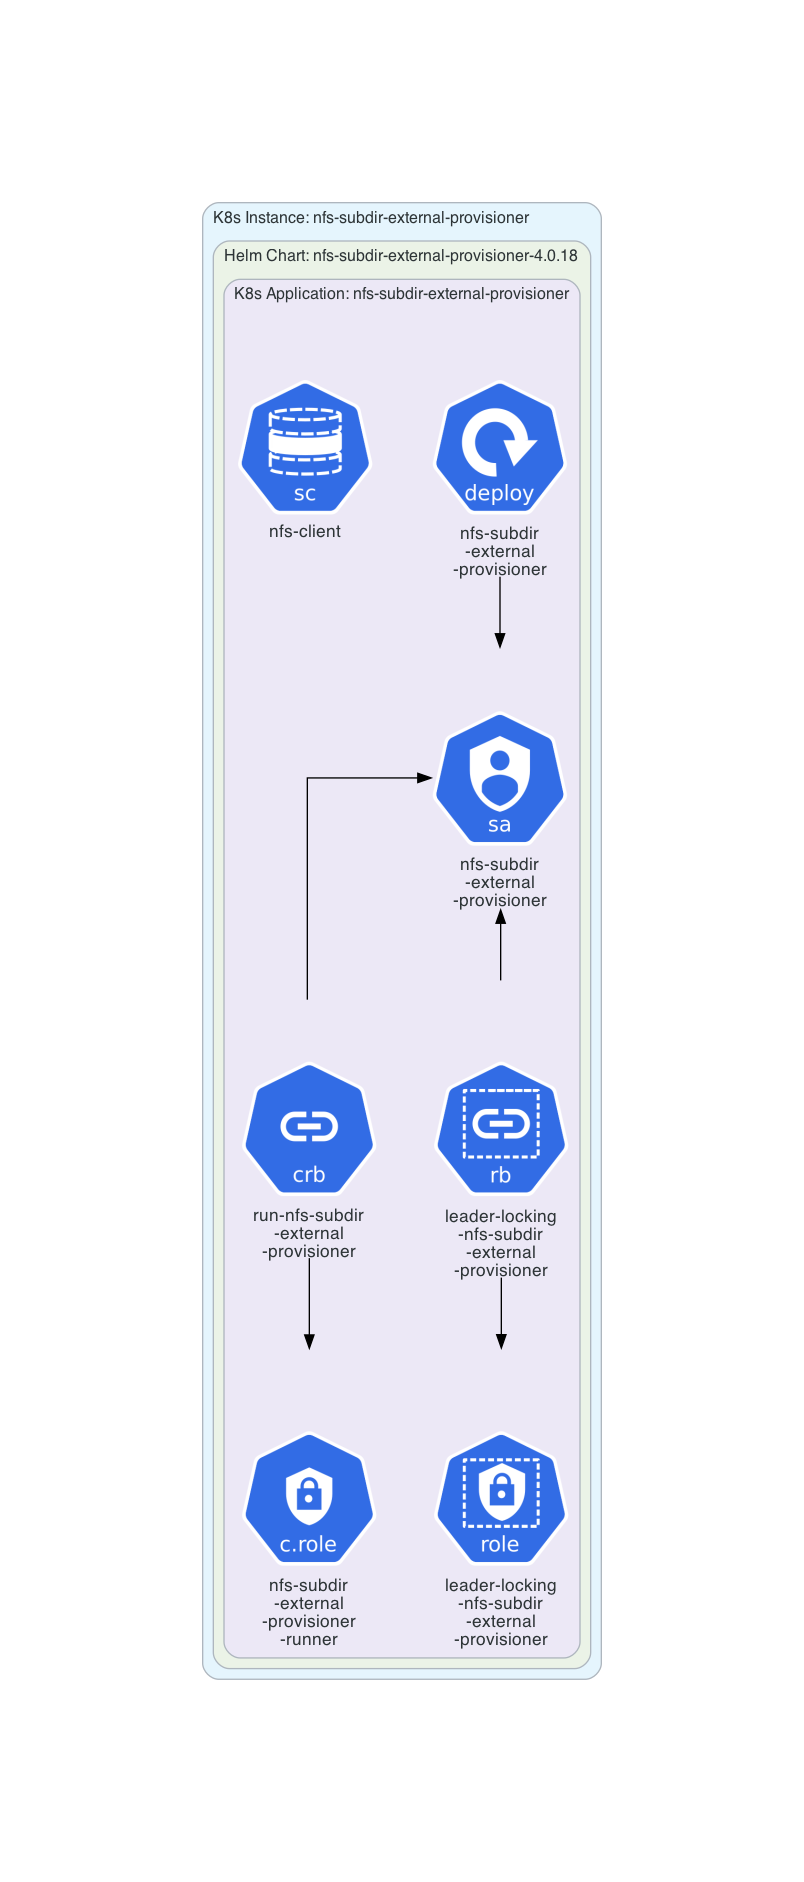 K8s Instance: nfs-subdir-external-provisioner
Helm Chart: nfs-subdir-external-provisioner-4.0.18
K8s Application: nfs-subdir-external-provisioner
sc
nfs-client
deploy
nfs-subdir
-external
-provisioner
sa
nfs-subdir
-external
-provisioner
crb
run-nfs-subdir
-external
-provisioner
rb
leader-locking
-nfs-subdir
-external
-provisioner
c.role
nfs-subdir
-external
-provisioner
-runner
role
leader-locking
-nfs-subdir
-external
-provisioner